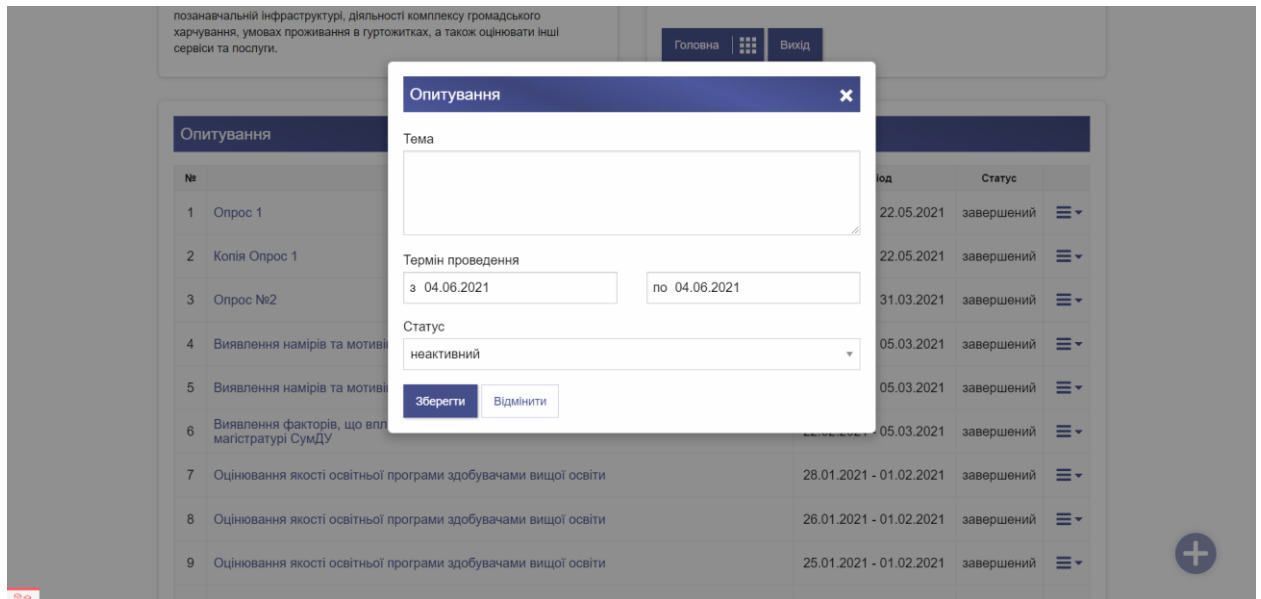 позанавчальній інфраструктурі, діяльності комплексу громадського
харчування, умовах проживання в гуртожитках, а також оцінювати інші
сервіси та послуги.
Головна
Вихід
Опитування
Тема
Термін проведення
з 04.06.2021
по 04.06.2021
Статус
неактивний
Зберегти
Відмінити
Опитування
№
Статус
1 Опрос 1 22.05.2021 завершений
2 Копія Опрос 1 22.05.2021 завершений
3 Опрос №2 31.03.2021 завершений
4 Виявлення намірів та 05.03.2021 завершений
5 Виявлення намірів та 05.03.2021 завершений
6 Виявлення факторів, що
магістратурі СумДУ
- 05.03.2021 завершений
7 Оцінювання якості освітньої програми здобувачами вищої освіти 28.01.2021 - 01.02.2021 завершений
8 Оцінювання якості освітньої програми здобувачами вищої освіти 26.01.2021 - 01.02.2021 завершений
9 Оцінювання якості освітньої програми здобувачами вищої освіти 25.01.2021 - 01.02.2021 завершений